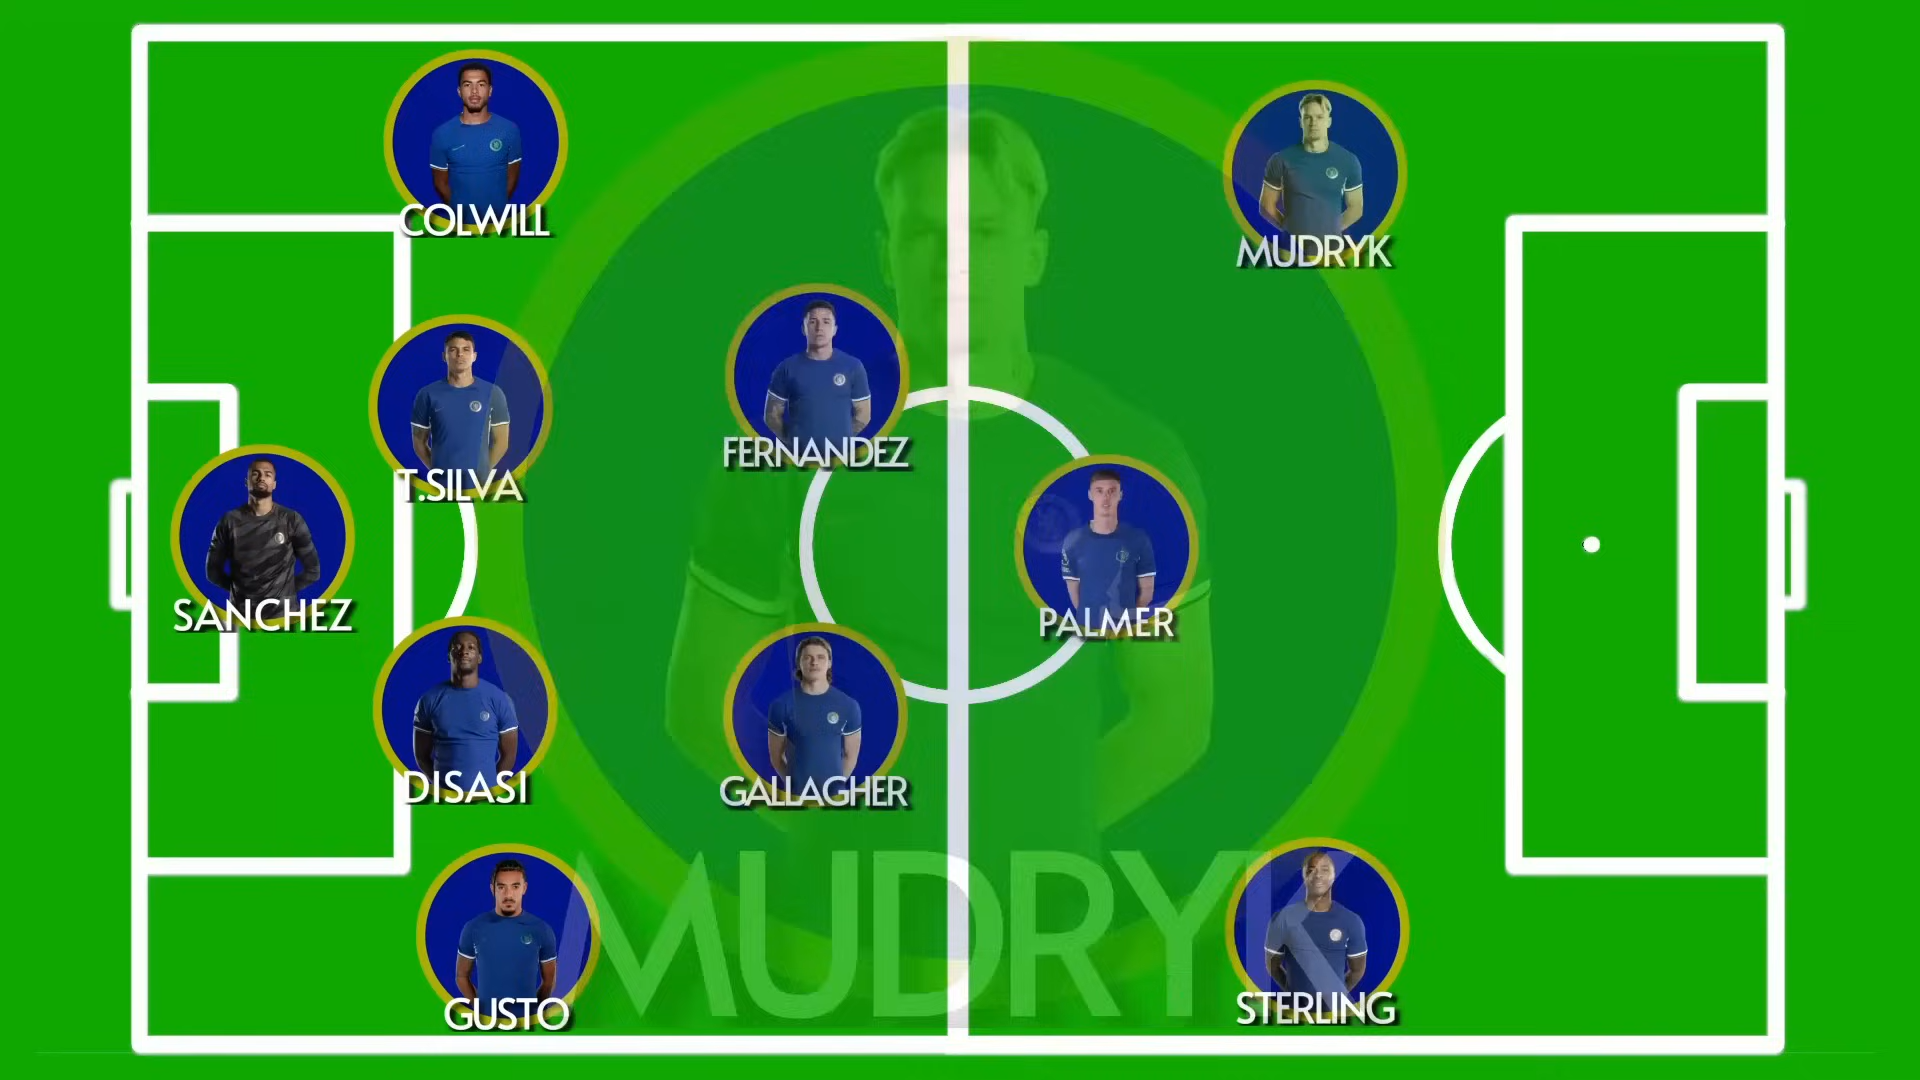 COLWILL
MUDRYK
FERNANDEZ
T.SILVA
SANCHEZ
PALMER
DISASI
GALLAGHER
MUDRYK
GUSTO
STERLING